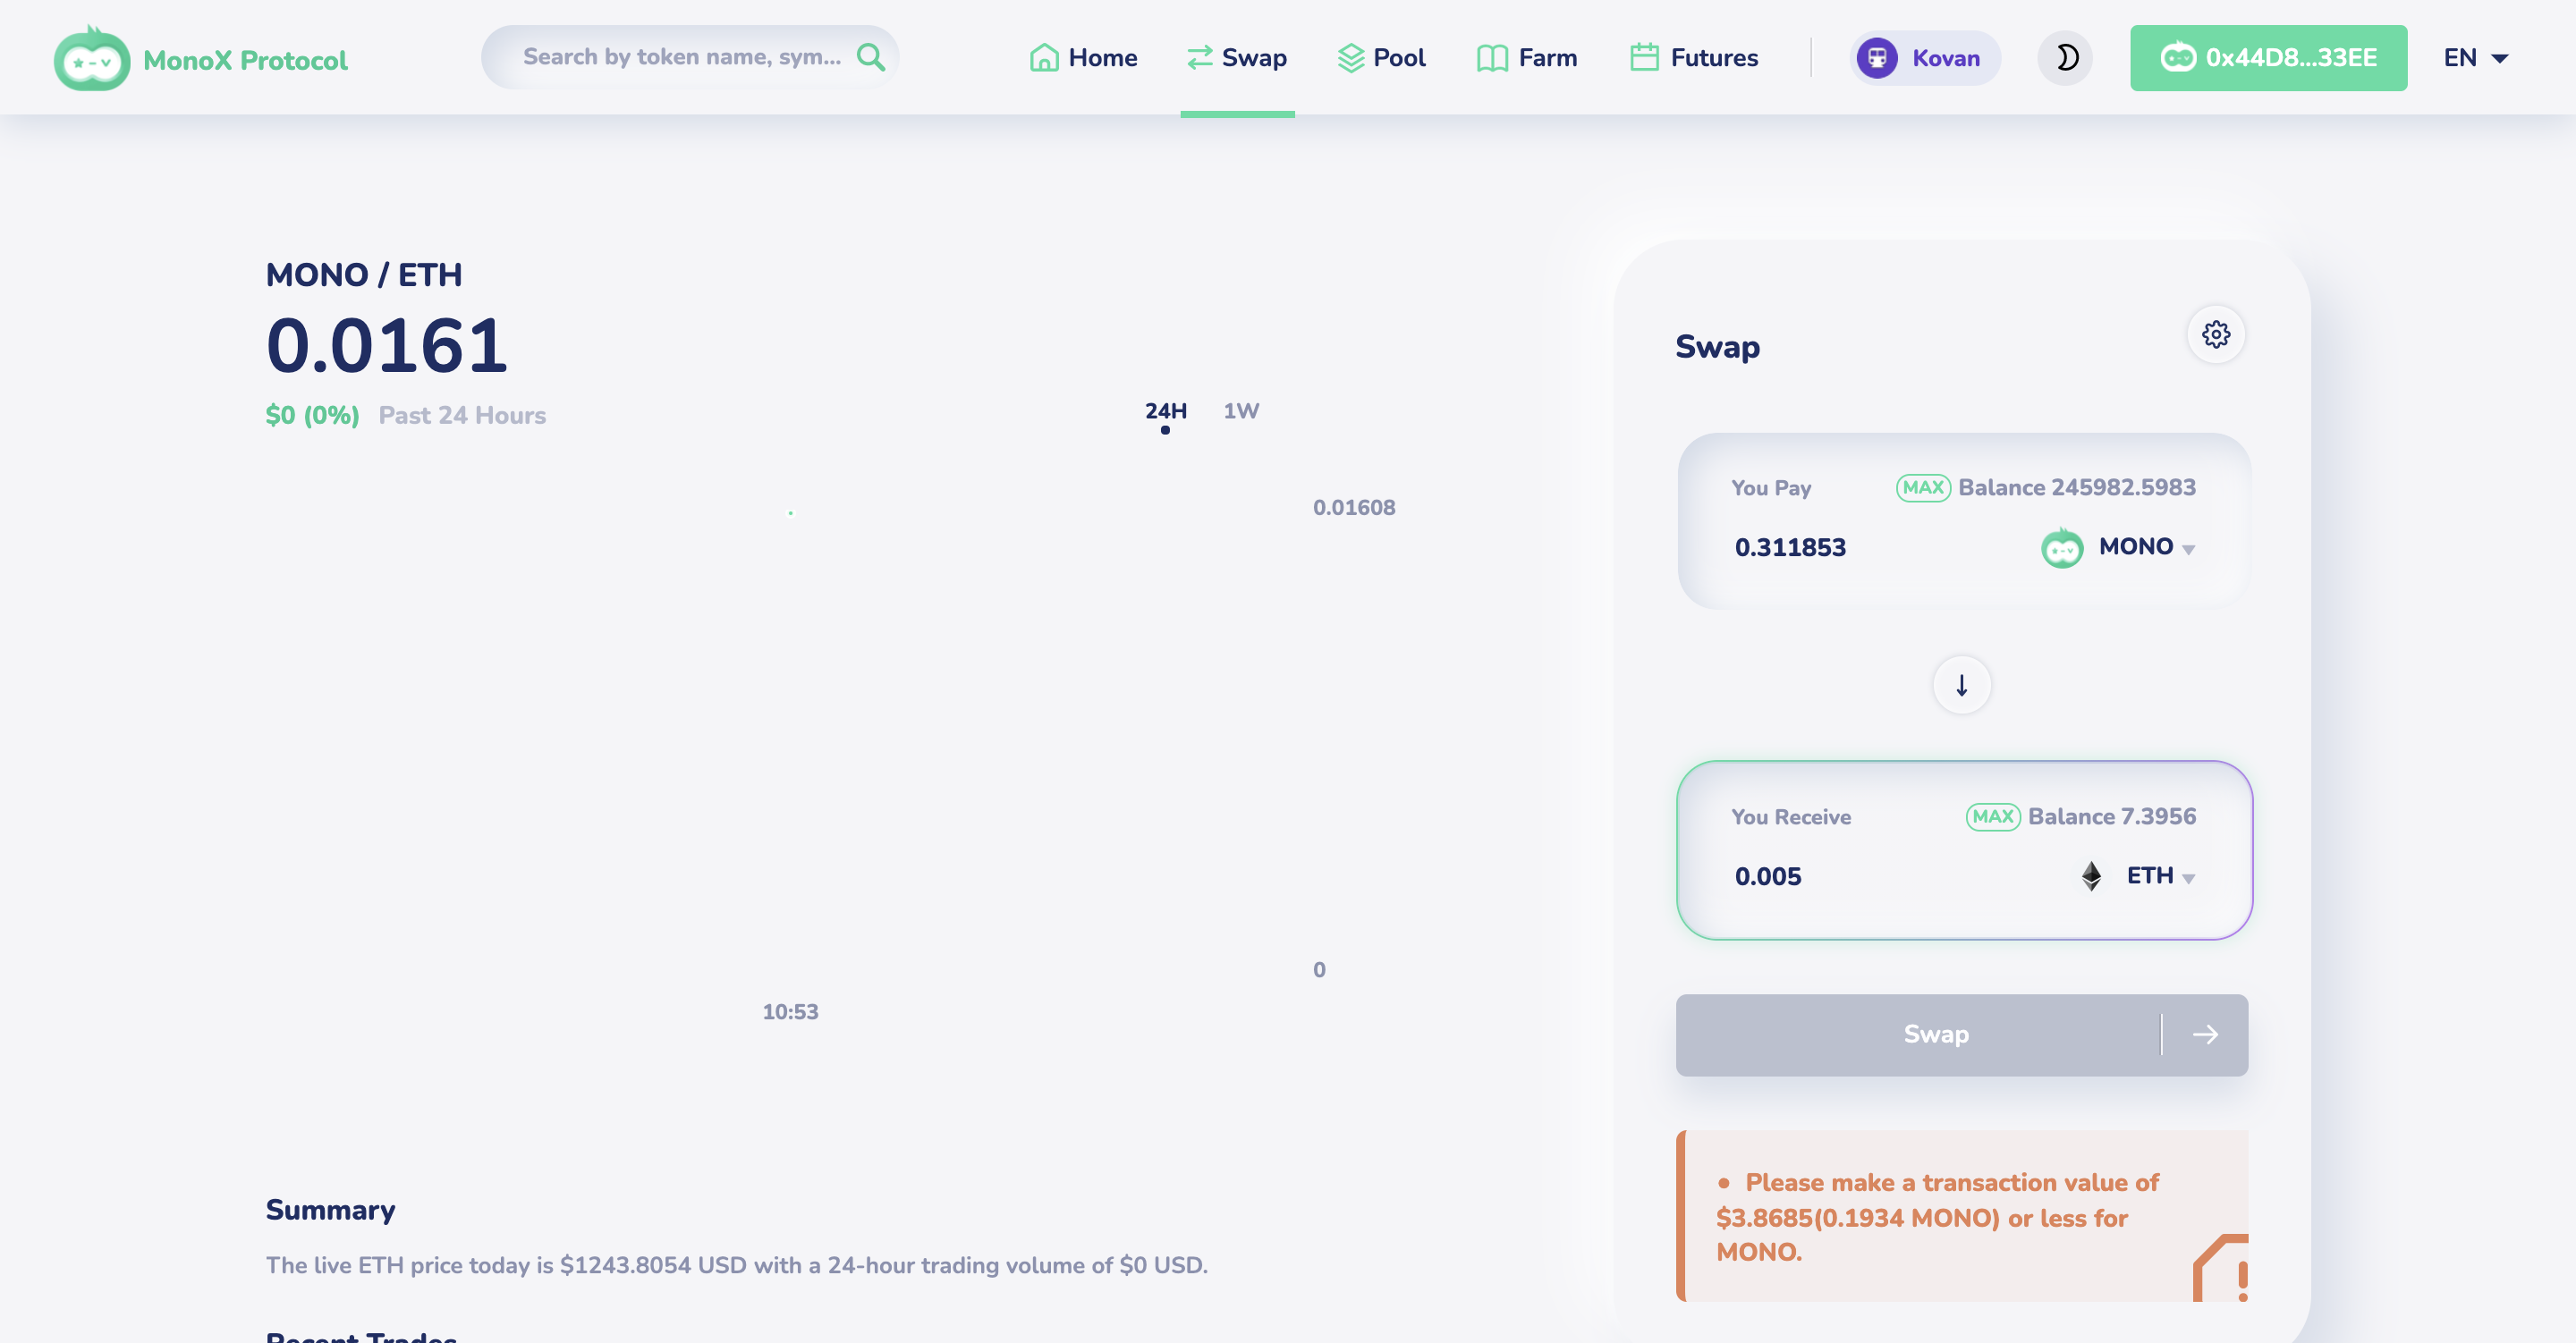 MonoX Protocol
Search by token name, sym...
Home
Swap
Pool
Farm
Futures
Kovan
0x44D8...33EE
EN
MONO / ETH
0.0161
$0 (0%) Past 24 Hours
24H 1W
0.01608
0
10:53
Summary
The live ETH price today is $1243.8054 USD with a 24-hour trading volume of $0 USD.
Recent Trades
Swap
You Pay MAX Balance 245982.5983
0.311853 MONO
You Receive MAX Balance 7.3956
0.005 ETH
Swap
• Please make a transaction value of
$3.8685(0.1934 MONO) or less for
MONO.